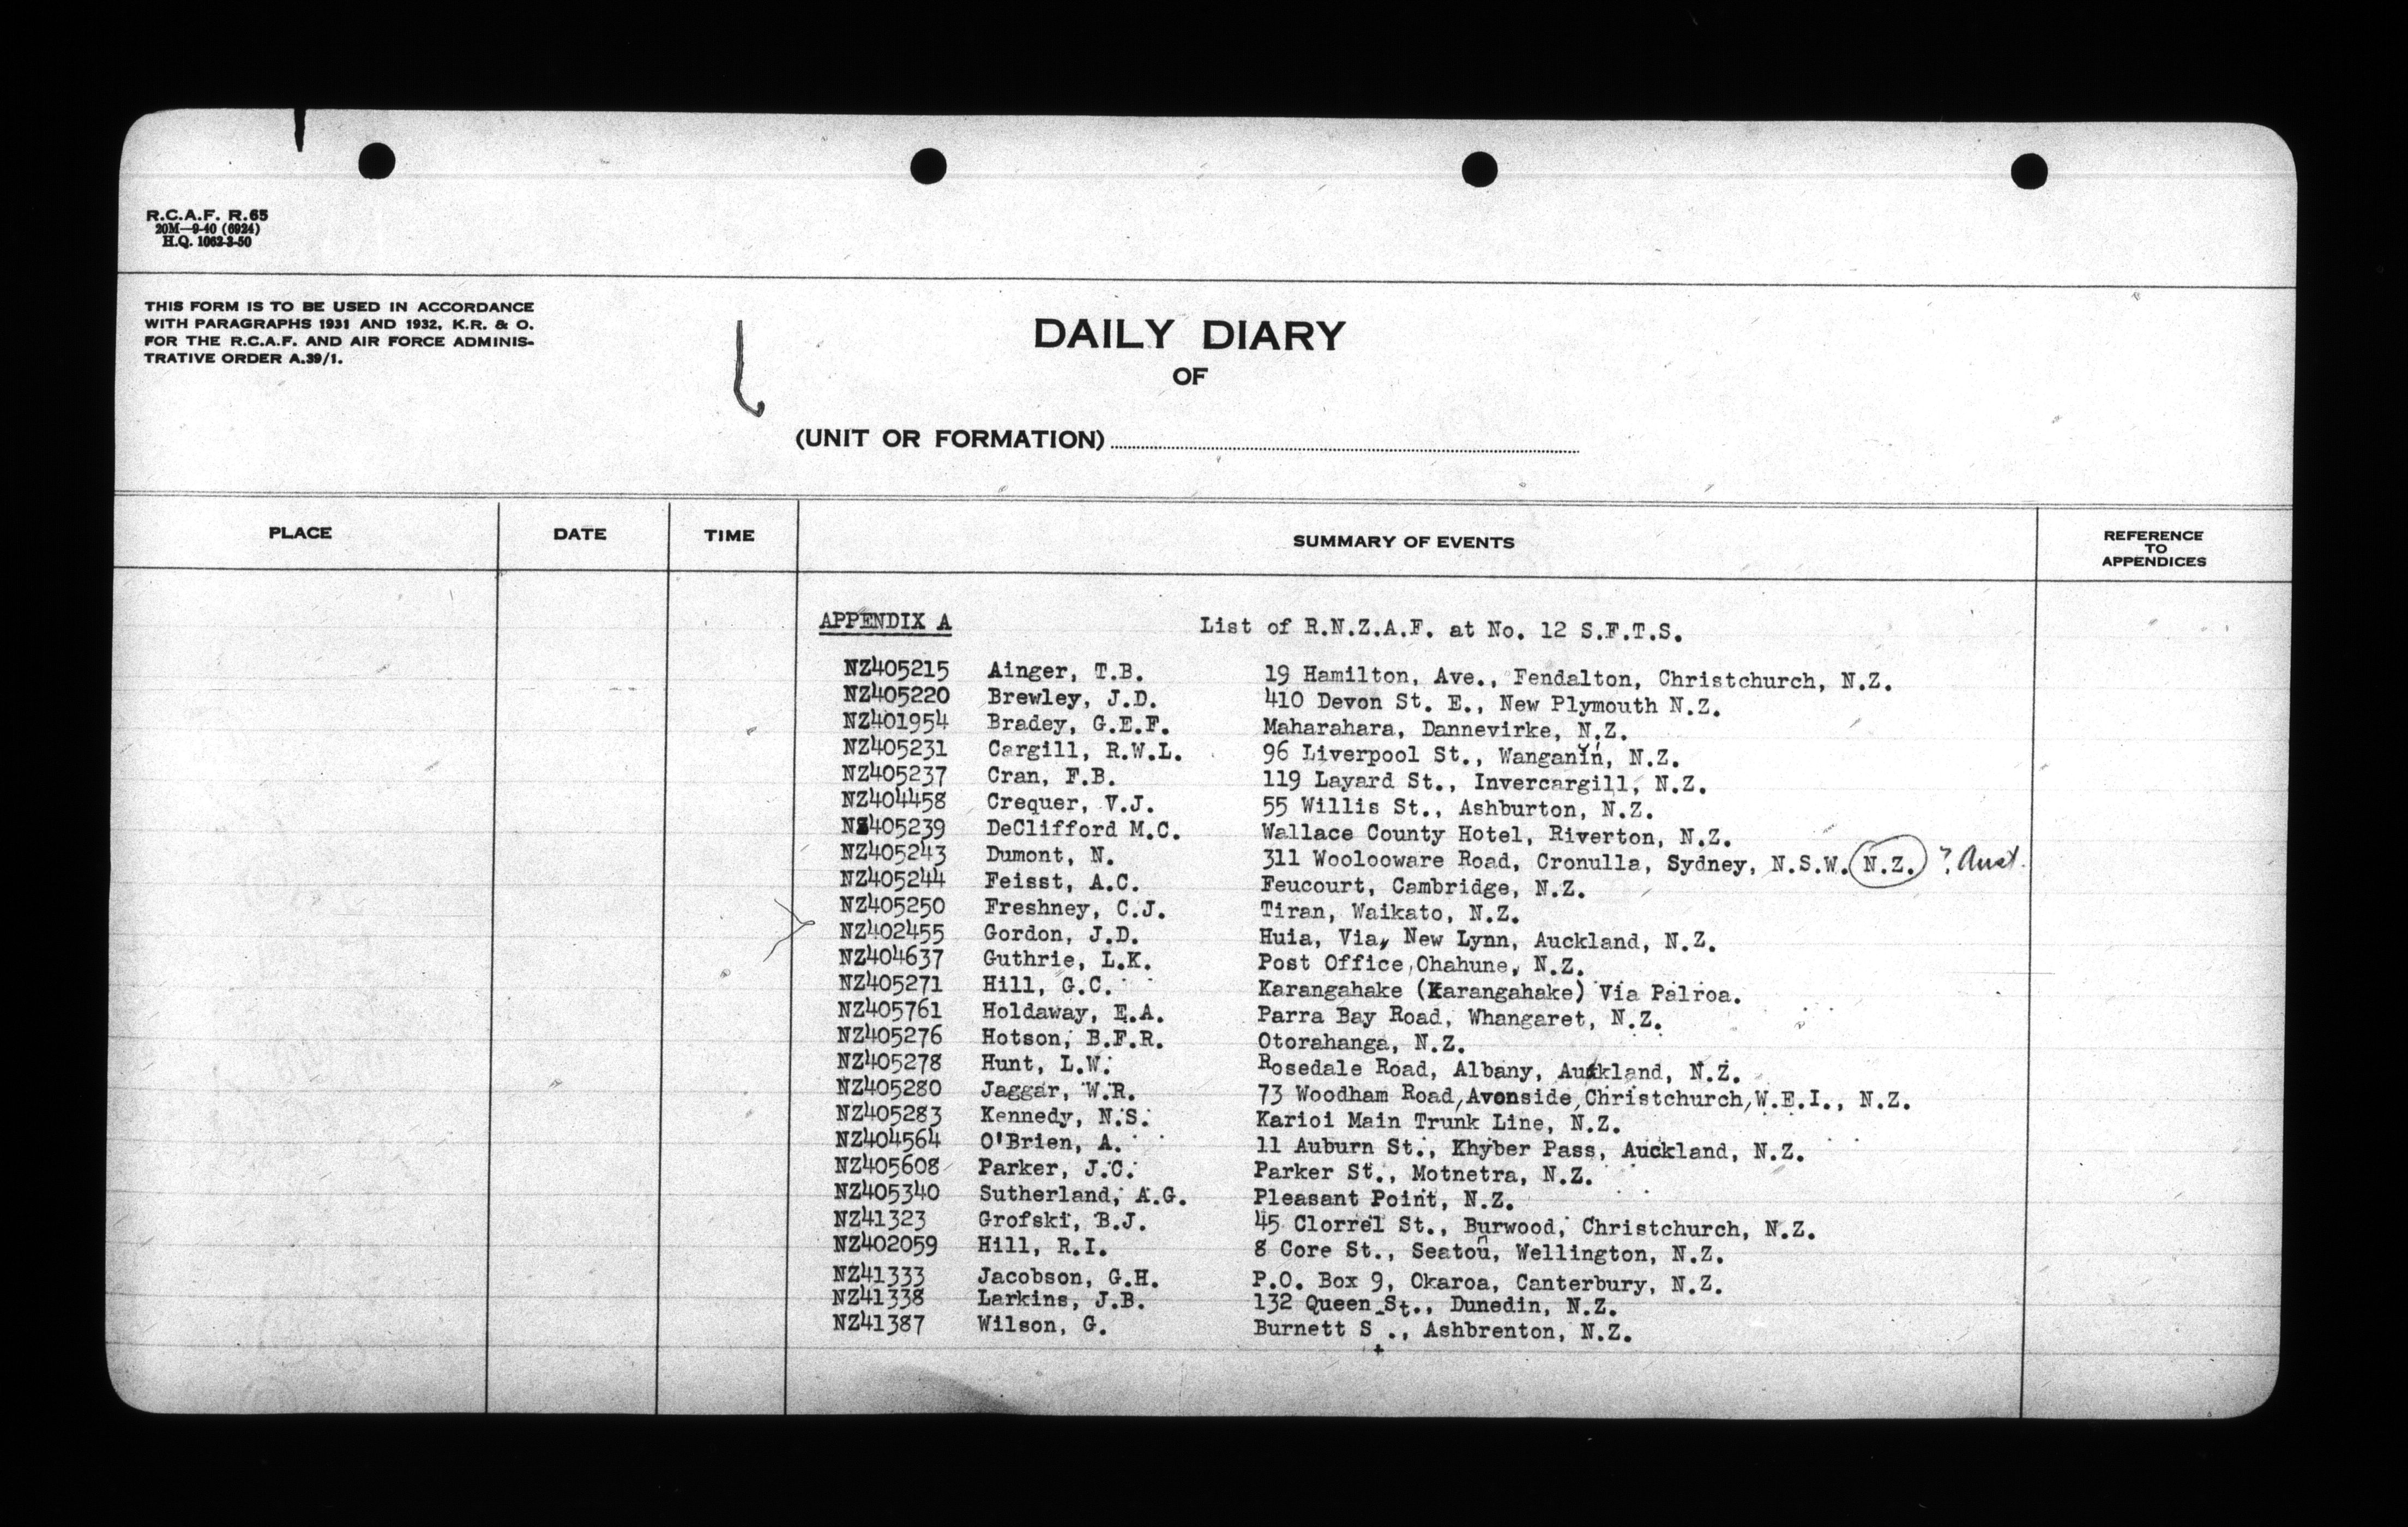 R.C.A.F. R.65
20M—9-40 (6924)
H.Q. 1062-3-50
THIS FORM IS TO BE USED IN ACCORDANCE
WITH PARAGRAPHS 1931 AND 1932, K.R. & O.
FOR THE R.C.A.F. AND AIR FORCE ADMINIS-
TRATIVE ORDER A.39/1.
DAILY DIARY
OF
(UNIT OR FORMATION)
PLACE DATE TIME SUMMARY OF EVENTS REFERENCE TO APPENDICES
APPENDIX A List of R.N.Z.A.F. at No. 12 S.F.T.S.
NZ405215 Ainger, T.B. 19 Hamilton, Ave., Fendalton, Christchurch, N.Z.
NZ405220 Brewley, J.D. 410 Devon St. E., New Plymouth N.Z.
NZ401954 Bradey, G.E.F. Maharahara, Dannevirke, N.Z.
NZ405231 Cargill, R.W.L. 96 Liverpool St., Wanganin, N.Z.
NZ405237 Cran, F.B. 119 Layard St., Invercargill, N.Z.
NZ404458 Crequer, V.J. 55 Willis St., Ashburton, N.Z.
NZ405239 DeClifford M.C. Wallace County Hotel, Riverton, N.Z.
NZ405243 Dumont, N. 311 Woolooware Road, Cronulla, Sydney, N.S.W. N.Z. ? Aust.
NZ405244 Feisst, A.C. Feucourt, Cambridge, N.Z.
NZ405250 Freshney, C.J. Tiran, Waikato, N.Z.
NZ402455 Gordon, J.D. Huia, Via, New Lynn, Auckland, N.Z.
NZ404637 Guthrie, L.K. Post Office, Ohahune, N.Z.
NZ405271 Hill, G.C. Karangahake (Karangahake) Via Palroa.
NZ405761 Holdaway, E.A. Parra Bay Road, Whangaret, N.Z.
NZ405276 Hotson, B.F.R. Otorahanga, N.Z.
NZ405278 Hunt, L.W. Rosedale Road, Albany, Auckland, N.Z.
NZ405280 Jaggar, W.R. 73 Woodham Road, Avonside, Christchurch, W.E.I., N.Z.
NZ405283 Kennedy, N.S. Karioi Main Trunk Line, N.Z.
NZ404564 O'Brien, A. 11 Auburn St., Khyber Pass, Auckland, N.Z.
NZ405608 Parker, J.C. Parker St., Motnetra, N.Z.
NZ405340 Sutherland, A.G. Pleasant Point, N.Z.
NZ41323 Grofski, B.J. 45 Clorrel St., Burwood, Christchurch, N.Z.
NZ402059 Hill, R.I. 8 Core St., Seatoun, Wellington, N.Z.
NZ41333 Jacobson, G.H. P.O. Box 9, Okaroa, Canterbury, N.Z.
NZ41338 Larkins, J.B. 132 Queen St., Dunedin, N.Z.
NZ41387 Wilson, G. Burnett St., Ashbrenton, N.Z.